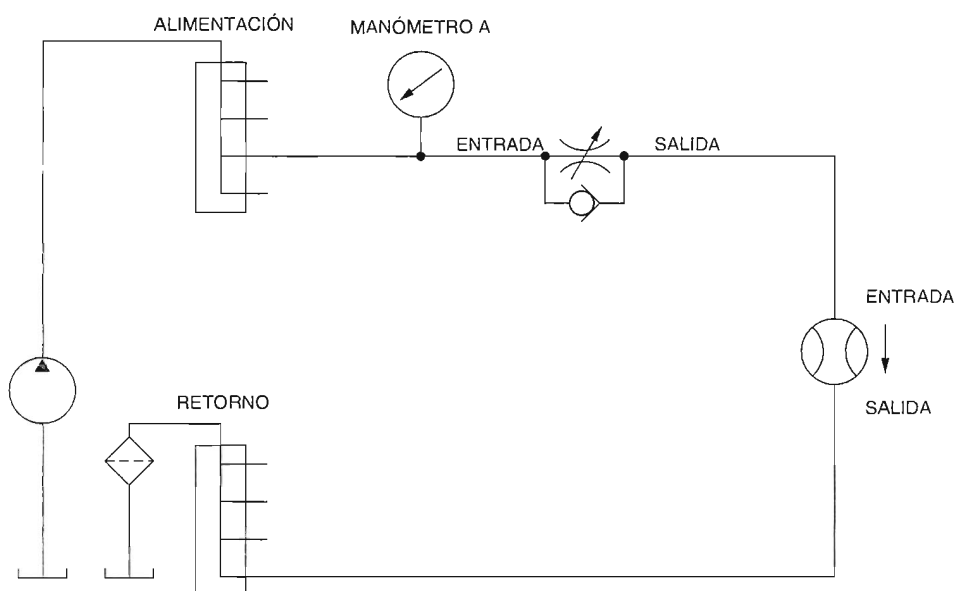 ALIMENTACIÓN
MANÓMETRO A
ENTRADA
SALIDA
ENTRADA
SALIDA
RETORNO